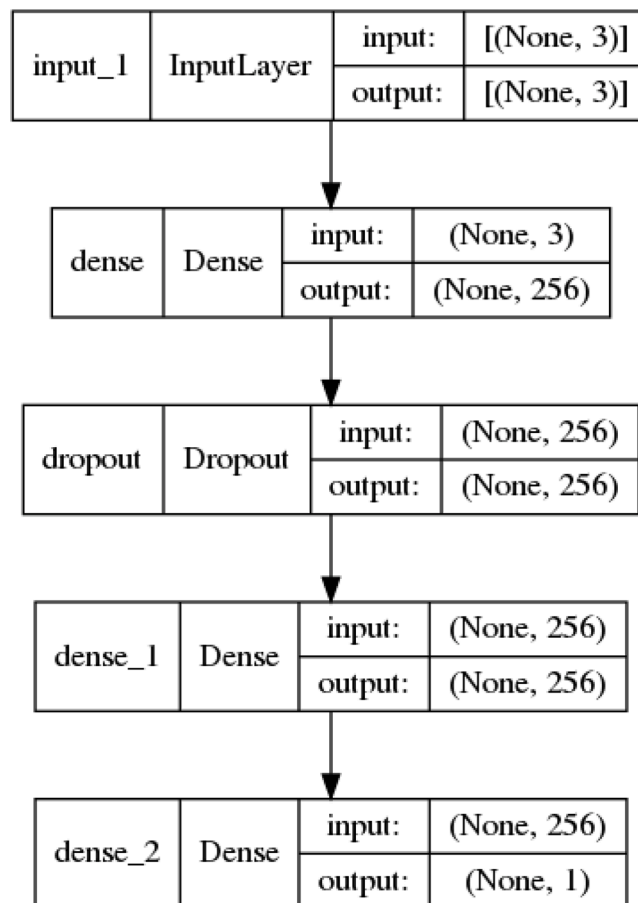 input_1 InputLayer input: [(None, 3)]
output: [(None, 3)]
dense Dense input: (None, 3)
output: (None, 256)
dropout Dropout input: (None, 256)
output: (None, 256)
dense_1 Dense input: (None, 256)
output: (None, 256)
dense_2 Dense input: (None, 256)
output: (None, 1)